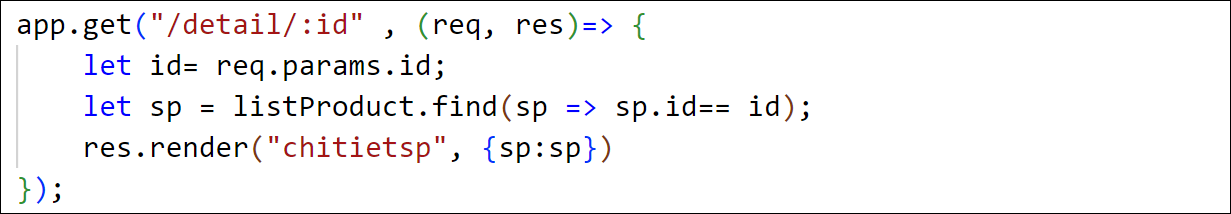 app.get("/detail/:id" , (req, res)=> {
    let id= req.params.id;
    let sp = listProduct.find(sp => sp.id== id);
    res.render("chitietsp", {sp:sp})
});